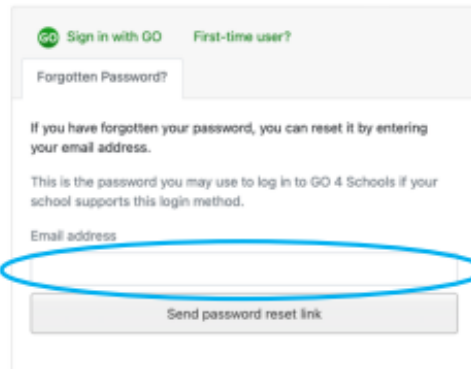 GO Sign in with GO First-time user?
Forgotten Password?
If you have forgotten your password, you can reset it by entering
your email address.
This is the password you may use to log in to GO 4 Schools if your
school supports this login method.
Email address
Send password reset link